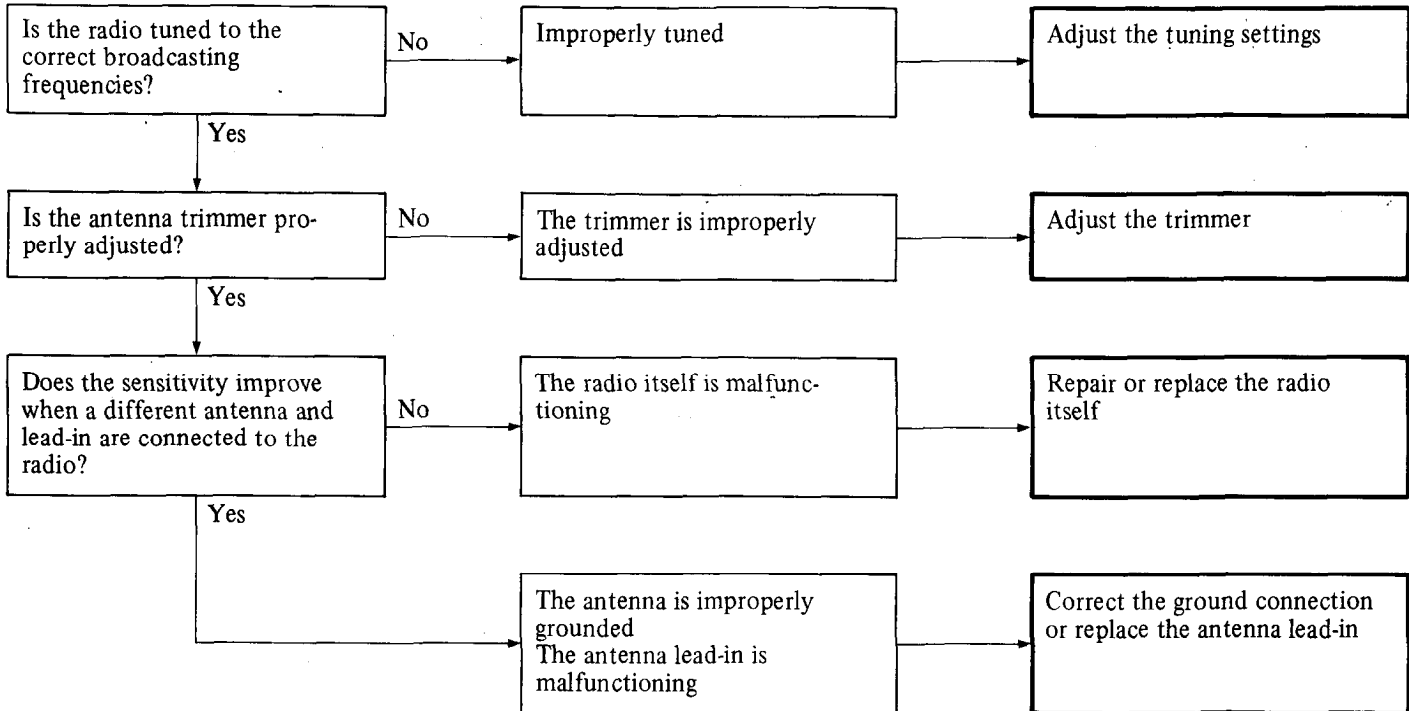 Is the radio tuned to the
correct broadcasting
frequencies?
No
Improperly tuned
Adjust the tuning settings
Yes
Is the antenna trimmer pro-
perly adjusted?
No
The trimmer is improperly
adjusted
Adjust the trimmer
Yes
Does the sensitivity improve
when a different antenna and
lead-in are connected to the
radio?
No
The radio itself is malfunc-
tioning
Repair or replace the radio
itself
Yes
The antenna is improperly
grounded
The antenna lead-in is
malfunctioning
Correct the ground connection
or replace the antenna lead-in